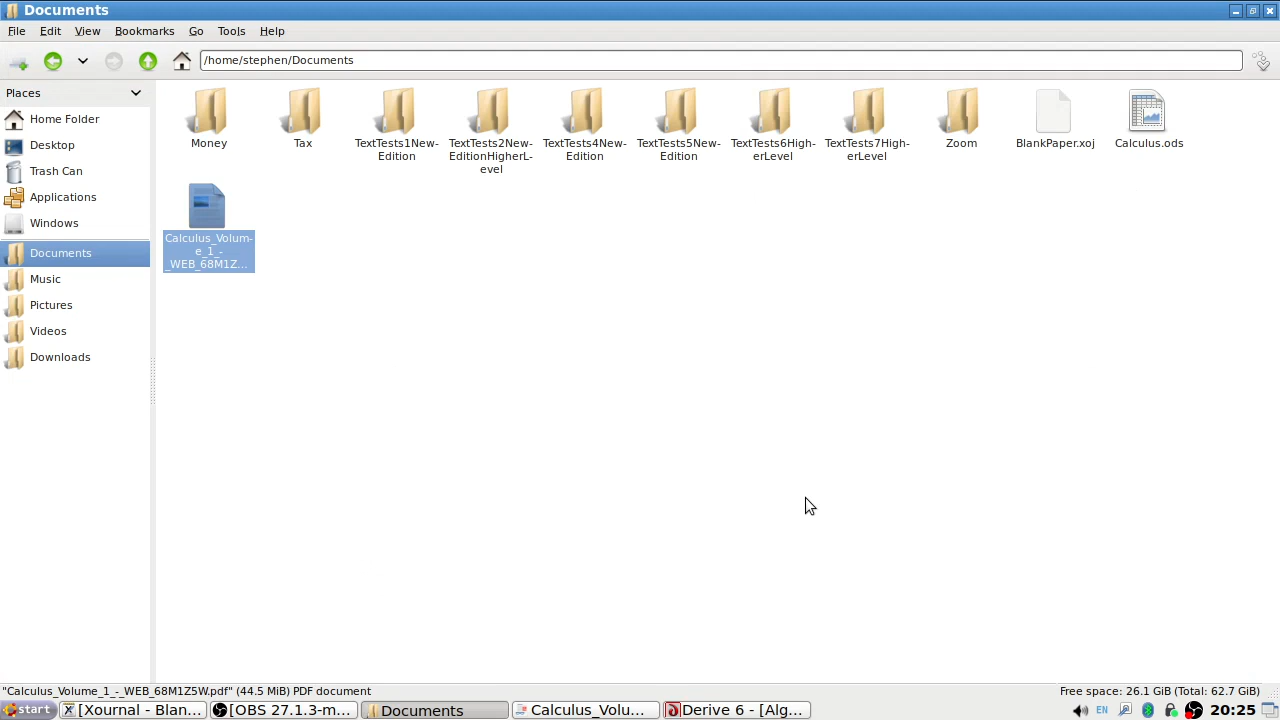 Documents
File Edit View Bookmarks Go Tools Help
/home/stephen/Documents
Places
Home Folder
Desktop
Trash Can
Applications
Windows
Documents
Music
Pictures
Videos
Downloads
Money
Tax
TextTests1New-
Edition
TextTests2New-
EditionHigherL-
evel
TextTests4New-
Edition
TextTests5New-
Edition
TextTests6High-
erLevel
TextTests7High-
erLevel
Zoom
BlankPaper.xoj
Calculus.ods
Calculus_Volum-
e_1_-
_WEB_68M1Z...
"Calculus_Volume_1_-_WEB_68M1Z5W.pdf" (44.5 MiB) PDF document
Free space: 26.1 GiB (Total: 62.7 GiB)
start [Xournal - Blan... [OBS 27.1.3-m... Documents Calculus_Volu... Derive 6 - [Alg... EN 20:25